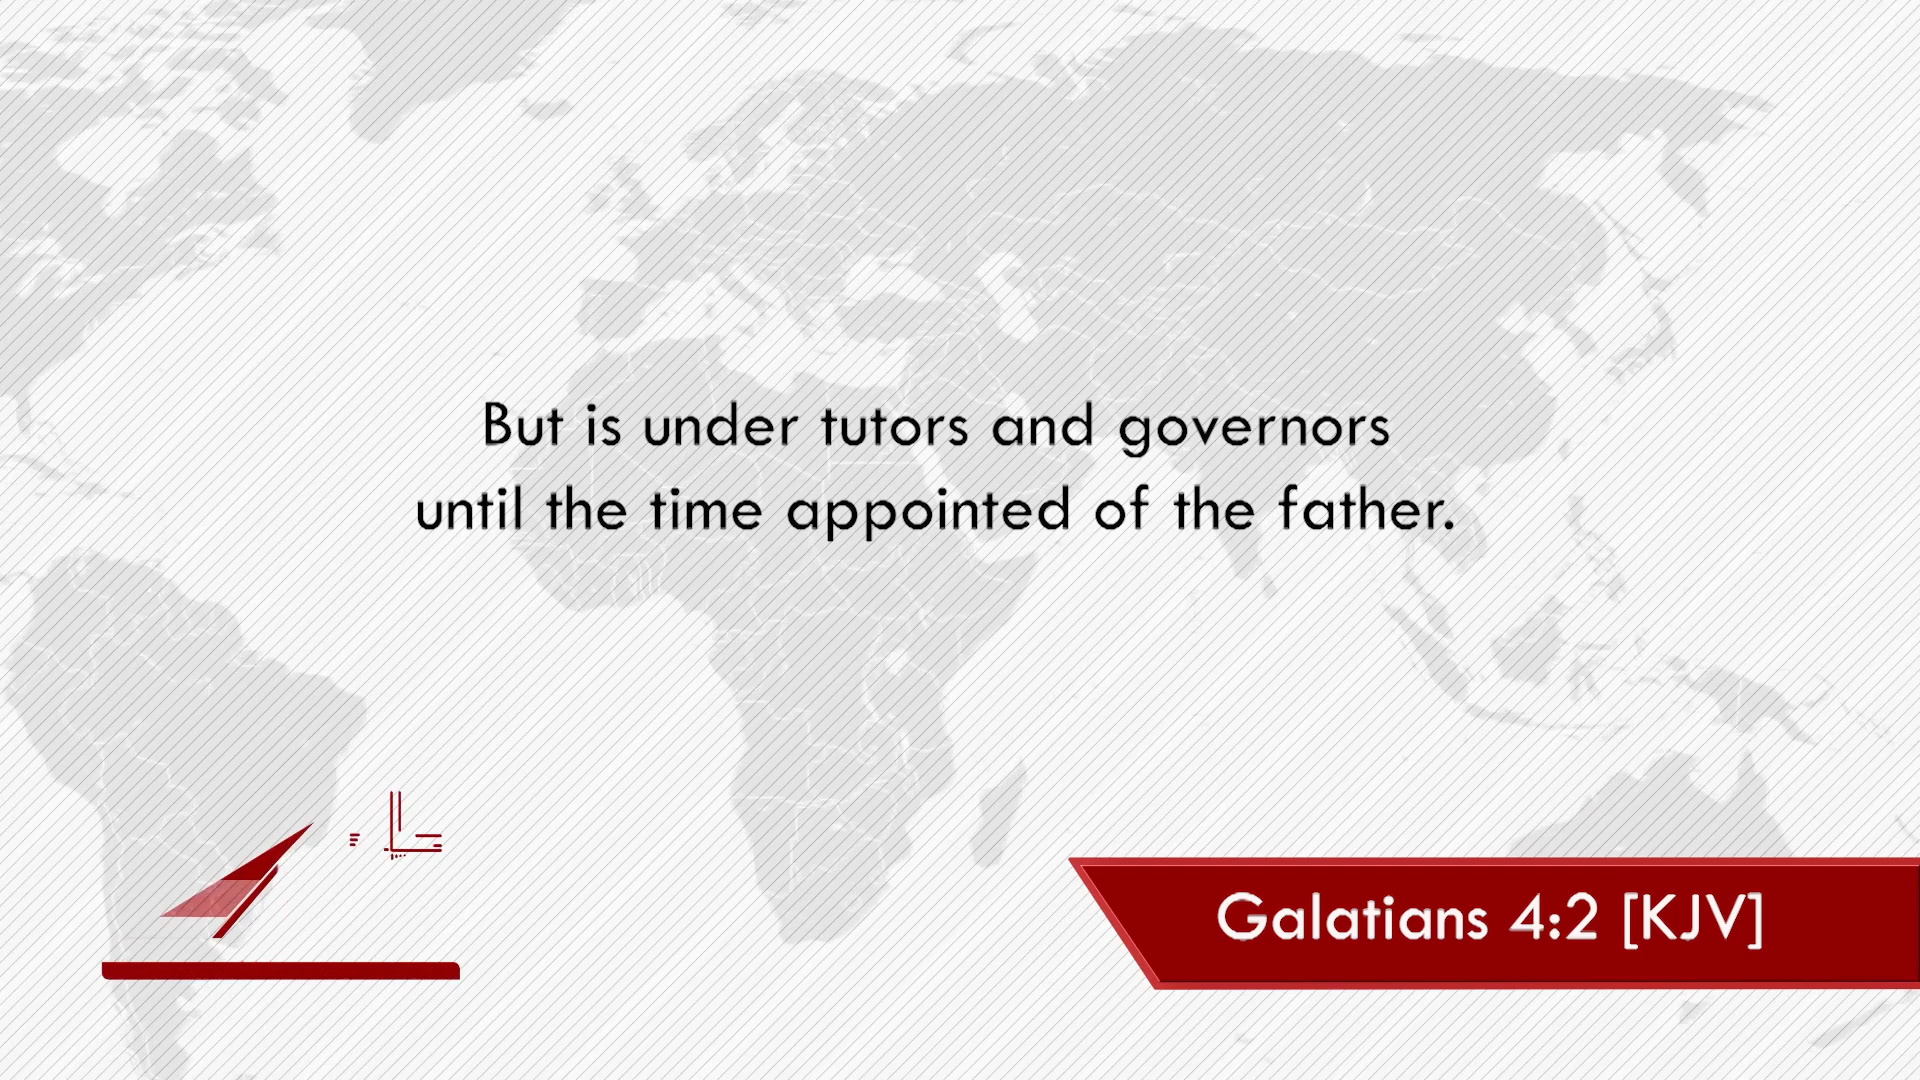 But is under tutors and governors
until the time appointed of the father.
Galatians 4:2 [KJV]